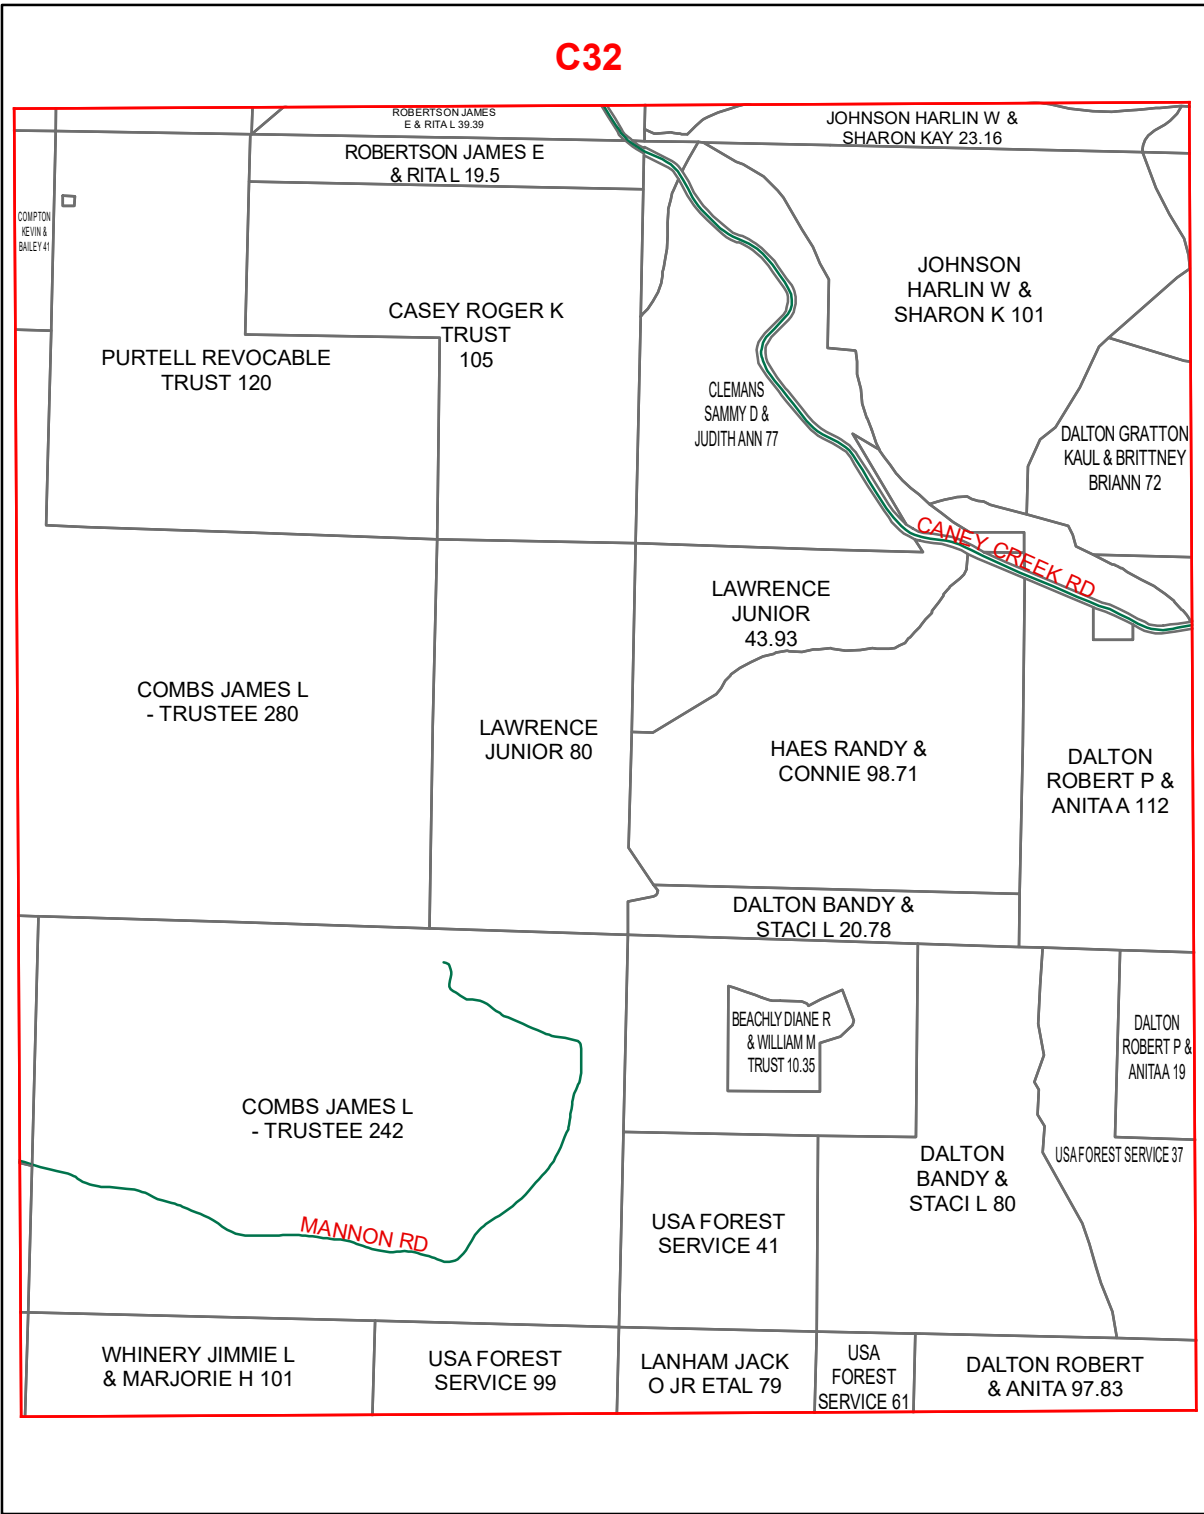 C32
ROBERTSON JAMES
E & RITA L 39.39
JOHNSON HARLIN W &
SHARON KAY 23.16
ROBERTSON JAMES E
& RITA L 19.5
COMPTON
KEVIN &
BAILEY 41
JOHNSON
HARLIN W &
SHARON K 101
CASEY ROGER K
TRUST
105
PURTELL REVOCABLE
TRUST 120
CLEMANS
SAMMY D &
JUDITH ANN 77
DALTON GRATTON
KAUL & BRITTNEY
BRIANN 72
CANEY CREEK RD
LAWRENCE
JUNIOR
43.93
COMBS JAMES L
- TRUSTEE 280
LAWRENCE
JUNIOR 80
HAES RANDY &
CONNIE 98.71
DALTON
ROBERT P &
ANITA A 112
DALTON BANDY &
STACI L 20.78
BEACHLY DIANE R
& WILLIAM M
TRUST 10.35
DALTON
ROBERT P &
ANITA A 19
COMBS JAMES L
- TRUSTEE 242
DALTON
BANDY &
STACI L 80
USA FOREST SERVICE 37
MANNON RD
USA FOREST
SERVICE 41
WHINERY JIMMIE L
& MARJORIE H 101
USA FOREST
SERVICE 99
LANHAM JACK
O JR ETAL 79
USA
FOREST
SERVICE 61
DALTON ROBERT
& ANITA 97.83